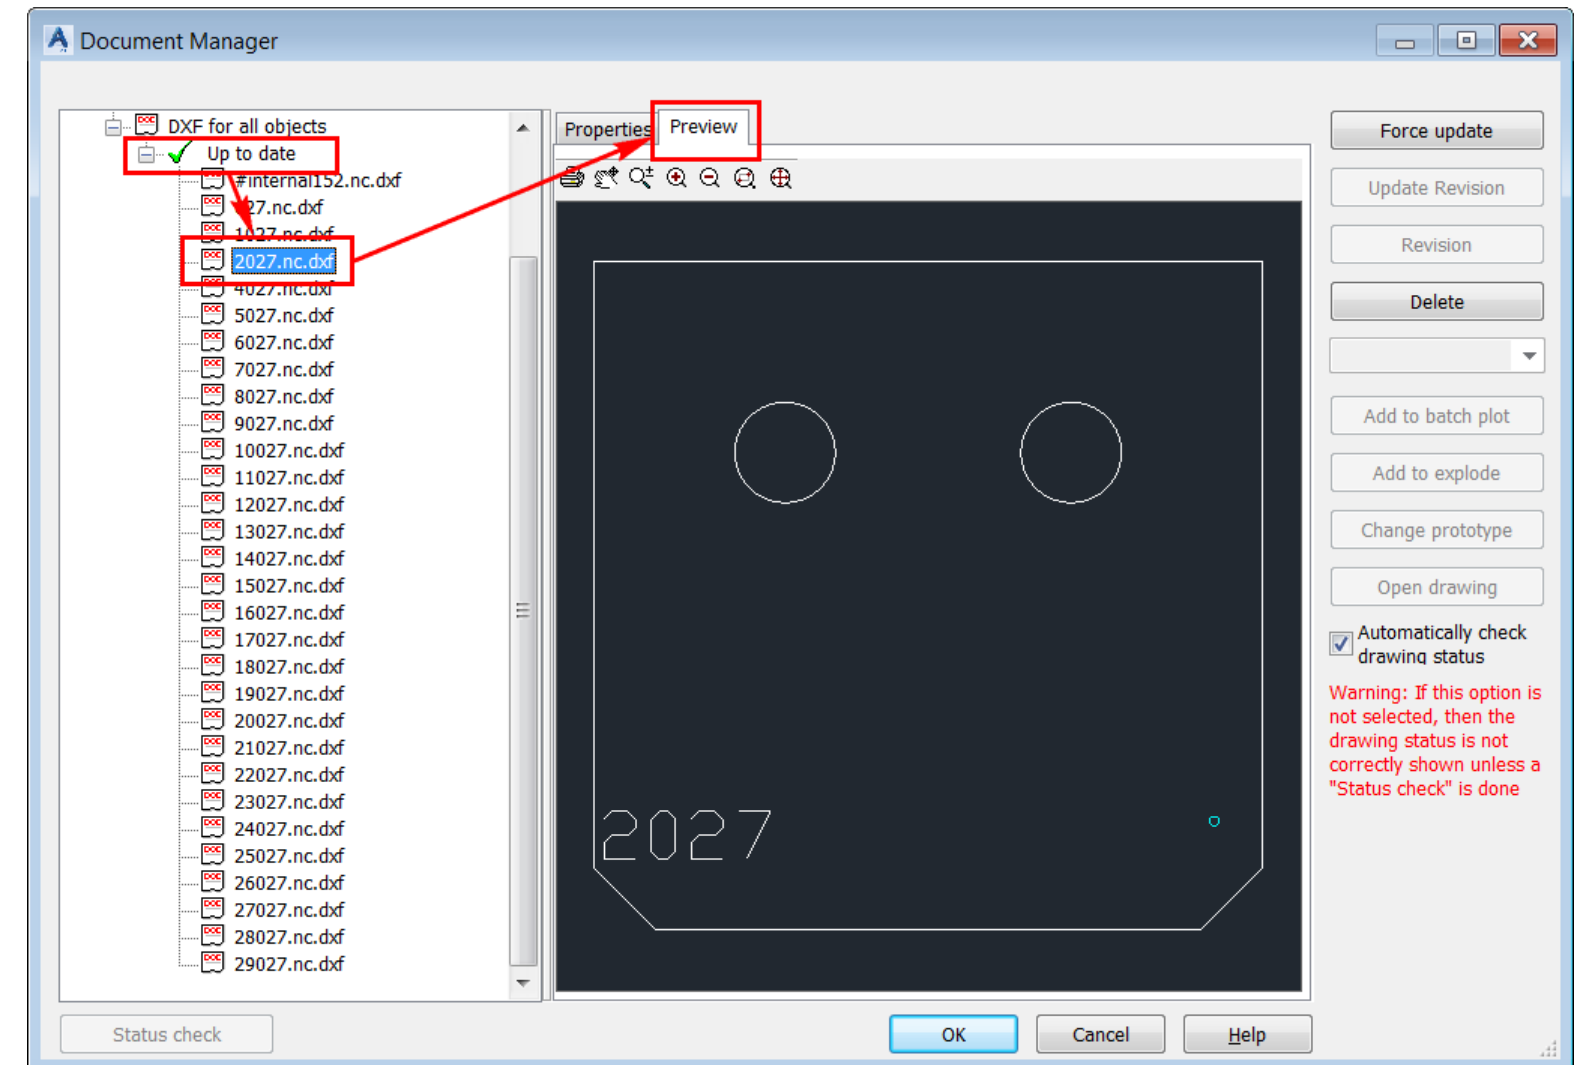 Document Manager
DXF for all objects
Up to date
#internal152.nc.dxf
27.nc.dxf
1027.nc.dxf
2027.nc.dxf
4027.nc.dxf
5027.nc.dxf
6027.nc.dxf
7027.nc.dxf
8027.nc.dxf
9027.nc.dxf
10027.nc.dxf
11027.nc.dxf
12027.nc.dxf
13027.nc.dxf
14027.nc.dxf
15027.nc.dxf
16027.nc.dxf
17027.nc.dxf
18027.nc.dxf
19027.nc.dxf
20027.nc.dxf
21027.nc.dxf
22027.nc.dxf
23027.nc.dxf
24027.nc.dxf
25027.nc.dxf
26027.nc.dxf
27027.nc.dxf
28027.nc.dxf
29027.nc.dxf
Status check
Properties Preview
2027
Force update
Update Revision
Revision
Delete
Add to batch plot
Add to explode
Change prototype
Open drawing
Automatically check
drawing status
Warning: If this option is
not selected, then the
drawing status is not
correctly shown unless a
"Status check" is done
OK Cancel Help